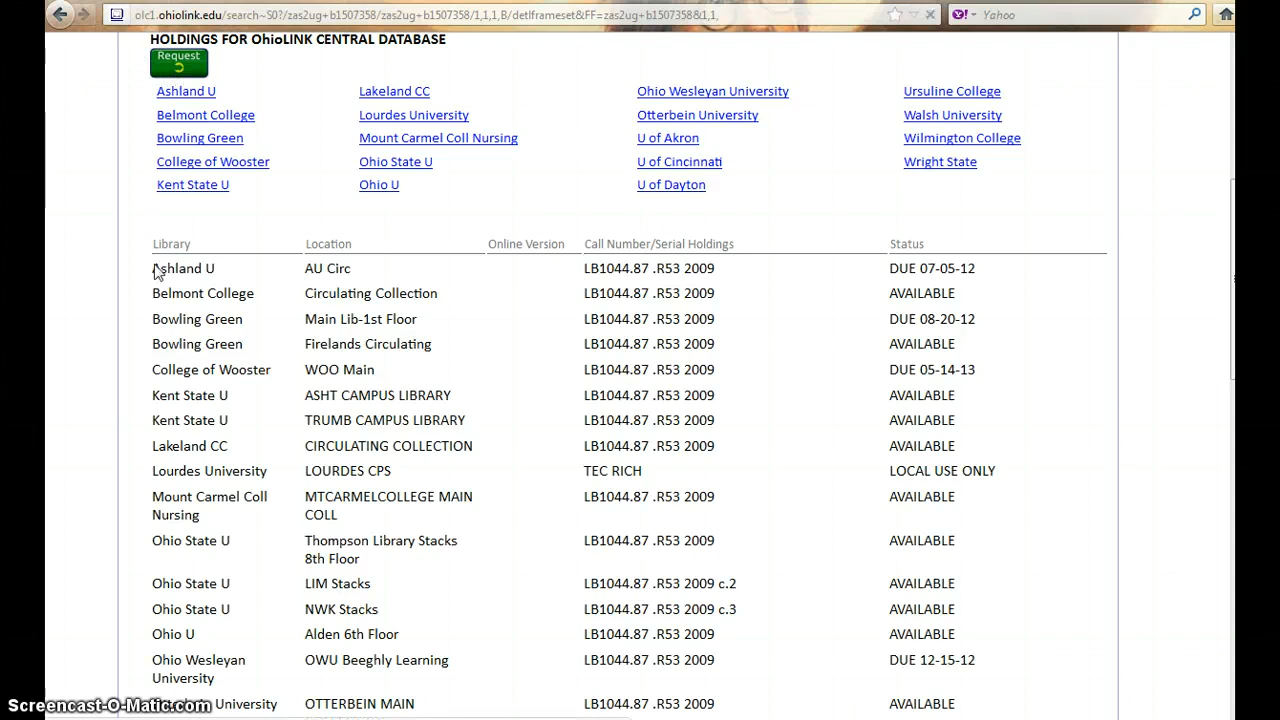 olc1.ohiolink.edu/search~S0?/zas2ug+b1507358/zas2ug+b1507358/1,1,1,B/detlframeset&FF=zas2ug+b1507358&1,1,
Yahoo
HOLDINGS FOR OhioLINK CENTRAL DATABASE
Request
Ashland U Lakeland CC Ohio Wesleyan University Ursuline College
Belmont College Lourdes University Otterbein University Walsh University
Bowling Green Mount Carmel Coll Nursing U of Akron Wilmington College
College of Wooster Ohio State U U of Cincinnati Wright State
Kent State U Ohio U U of Dayton
Library Location Online Version Call Number/Serial Holdings Status
Ashland U AU Circ LB1044.87 .R53 2009 DUE 07-05-12
Belmont College Circulating Collection LB1044.87 .R53 2009 AVAILABLE
Bowling Green Main Lib-1st Floor LB1044.87 .R53 2009 DUE 08-20-12
Bowling Green Firelands Circulating LB1044.87 .R53 2009 AVAILABLE
College of Wooster WOO Main LB1044.87 .R53 2009 DUE 05-14-13
Kent State U ASHT CAMPUS LIBRARY LB1044.87 .R53 2009 AVAILABLE
Kent State U TRUMB CAMPUS LIBRARY LB1044.87 .R53 2009 AVAILABLE
Lakeland CC CIRCULATING COLLECTION LB1044.87 .R53 2009 AVAILABLE
Lourdes University LOURDES CPS TEC RICH LOCAL USE ONLY
Mount Carmel Coll MTCARMELCOLLEGE MAIN LB1044.87 .R53 2009 AVAILABLE
Nursing COLL
Ohio State U Thompson Library Stacks LB1044.87 .R53 2009 AVAILABLE
8th Floor
Ohio State U LIM Stacks LB1044.87 .R53 2009 c.2 AVAILABLE
Ohio State U NWK Stacks LB1044.87 .R53 2009 c.3 AVAILABLE
Ohio U Alden 6th Floor LB1044.87 .R53 2009 AVAILABLE
Ohio Wesleyan OWU Beeghly Learning LB1044.87 .R53 2009 DUE 12-15-12
University
University OTTERBEIN MAIN LB1044.87 .R53 2009 AVAILABLE
Screencast-O-Matic.com